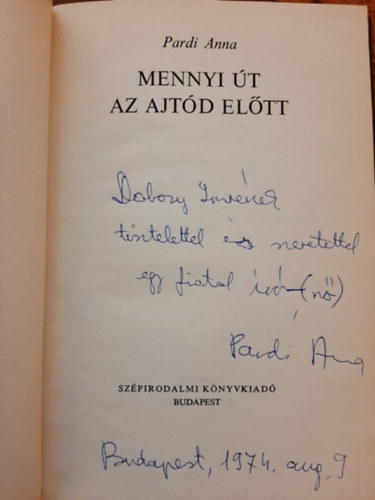 Pardi Anna
MENNYI ÚT
AZ AJTÓD ELŐTT
Dobozy Imrének
tisztelettel és szeretettel
egy fiatal író-(nő)
Pardi Anna
SZÉPIRODALMI KÖNYVKIADÓ
BUDAPEST
Budapest, 1974. aug. 9